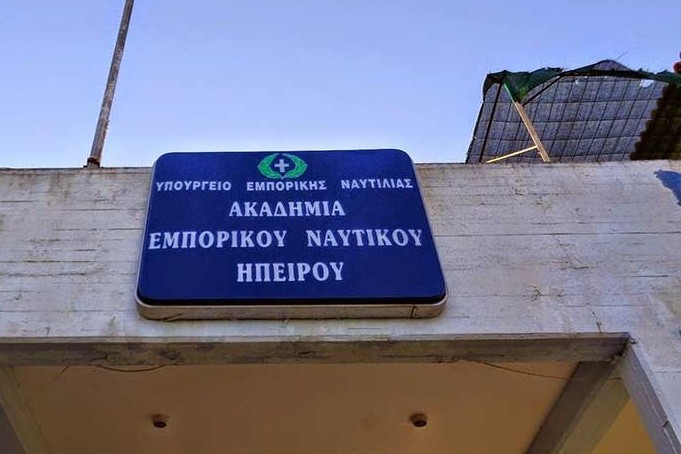 ΥΠΟΥΡΓΕΙΟ ΕΜΠΟΡΙΚΗΣ ΝΑΥΤΙΛΙΑΣ
ΑΚΑΔΗΜΙΑ
ΕΜΠΟΡΙΚΟΥ ΝΑΥΤΙΚΟΥ
ΗΠΕΙΡΟΥ